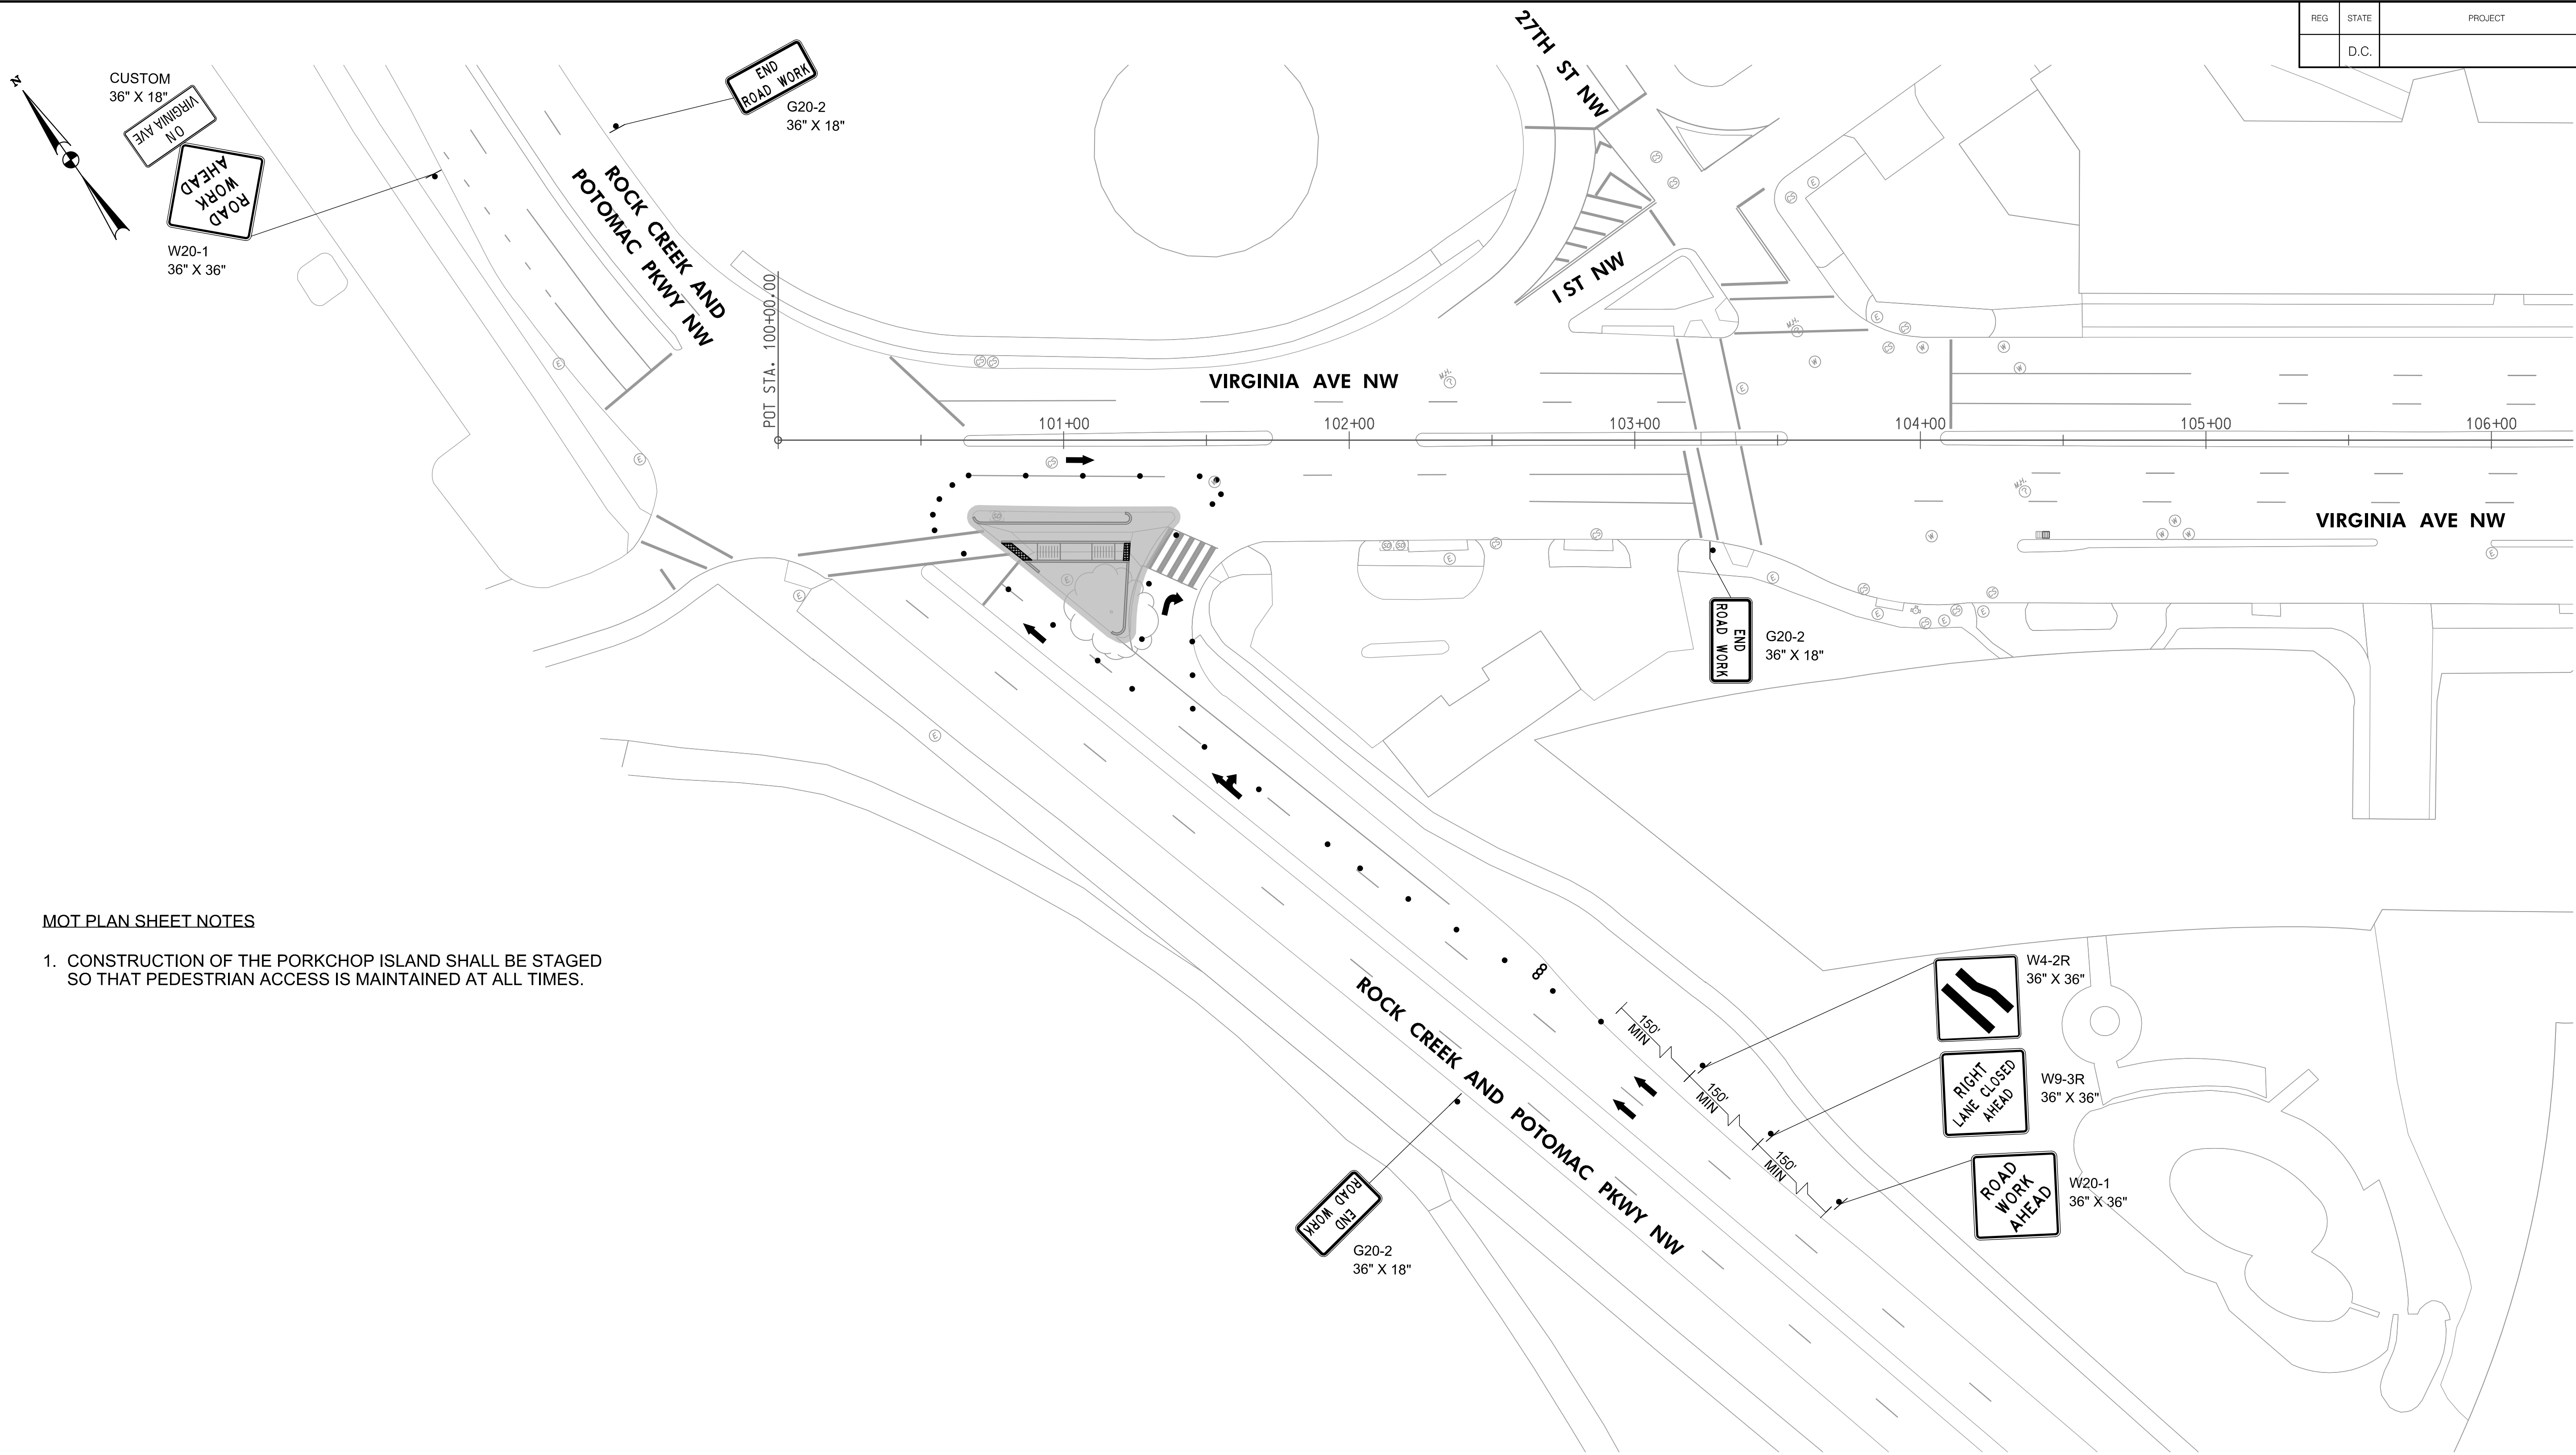 REG STATE PROJECT
D.C.
N
CUSTOM
36" X 18"
ON
VIRGINIA AVE
ROAD
WORK
AHEAD
W20-1
36" X 36"
END
ROAD WORK
G20-2
36" X 18"
ROCK CREEK AND
POTOMAC PKWY NW
27TH ST NW
I ST NW
POT STA. 100+00.00
VIRGINIA AVE NW
101+00 102+00 103+00 104+00 105+00 106+00
VIRGINIA AVE NW
END
ROAD WORK
G20-2
36" X 18"
MOT PLAN SHEET NOTES
1. CONSTRUCTION OF THE PORKCHOP ISLAND SHALL BE STAGED
SO THAT PEDESTRIAN ACCESS IS MAINTAINED AT ALL TIMES.
ROCK CREEK AND POTOMAC PKWY NW
150'
MIN
150'
MIN
150'
MIN
W4-2R
36" X 36"
RIGHT
LANE CLOSED
AHEAD
W9-3R
36" X 36"
ROAD
WORK
AHEAD
W20-1
36" X 36"
END
ROAD WORK
G20-2
36" X 18"